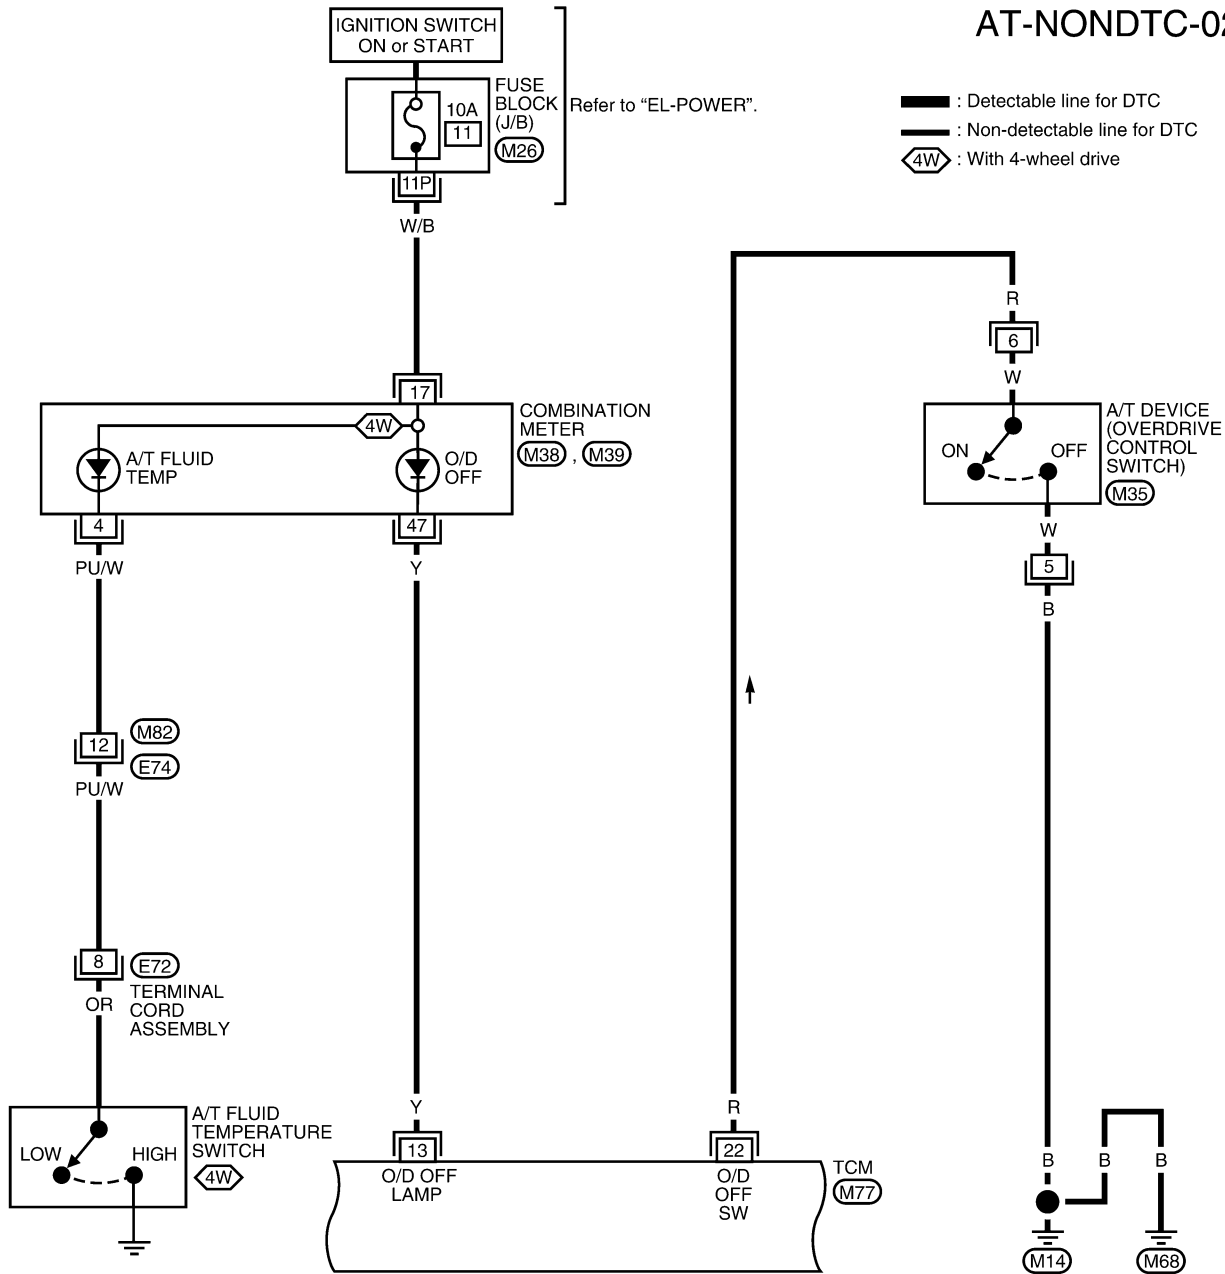 AT-NONDTC-02
IGNITION SWITCH
ON or START
FUSE
BLOCK
(J/B)
M26
10A
11
11P
Refer to “EL-POWER”.
: Detectable line for DTC
: Non-detectable line for DTC
4W : With 4-wheel drive
W/B
R
6
W
17
4W
COMBINATION
METER
M38 , M39
A/T FLUID
TEMP
O/D
OFF
A/T DEVICE
(OVERDRIVE
CONTROL
SWITCH)
M35
ON
OFF
4
47
PU/W
Y
W
5
B
12
M82
E74
PU/W
8
E72
OR
TERMINAL
CORD
ASSEMBLY
A/T FLUID
TEMPERATURE
SWITCH
4W
LOW
HIGH
Y
R
13
22
O/D OFF
LAMP
O/D
OFF
SW
TCM
M77
B
B
B
M14
M68